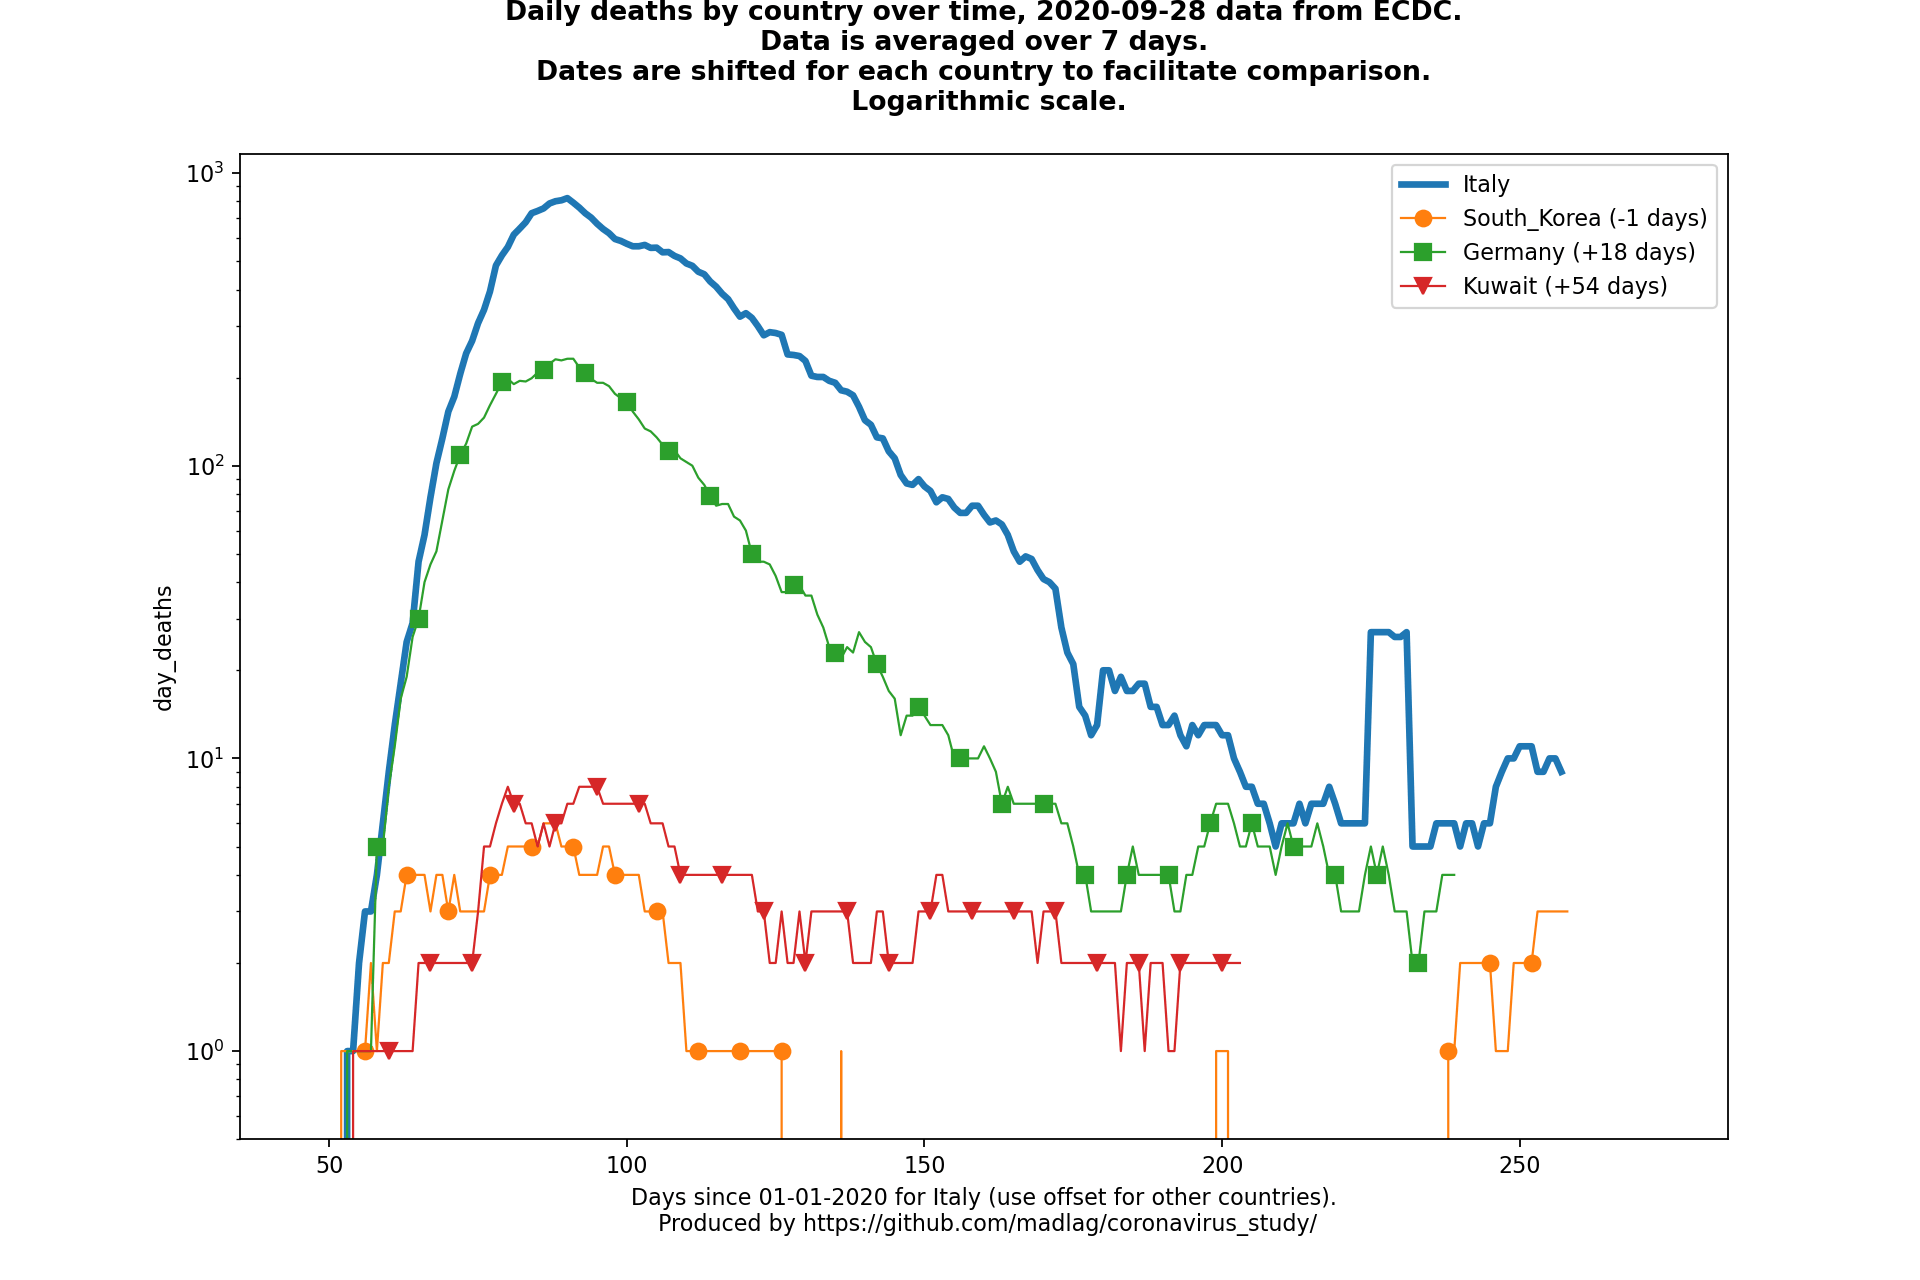 Daily deaths by country over time, 2020-09-28 data from ECDC.
Data is averaged over 7 days.
Dates are shifted for each country to facilitate comparison.
Logarithmic scale.
10³
10²
10¹
10⁰
day_deaths
Italy
South_Korea (-1 days)
Germany (+18 days)
Kuwait (+54 days)
50 100 150 200 250
Days since 01-01-2020 for Italy (use offset for other countries).
Produced by https://github.com/madlag/coronavirus_study/